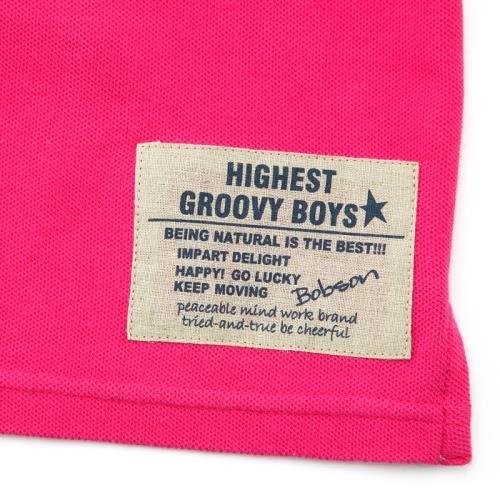 HIGHEST
GROOVY BOYS★
BEING NATURAL IS THE BEST!!!
IMPART DELIGHT
HAPPY! GO LUCKY
KEEP MOVING
Bobson
peaceable mind work brand
tried-and-true be cheerful